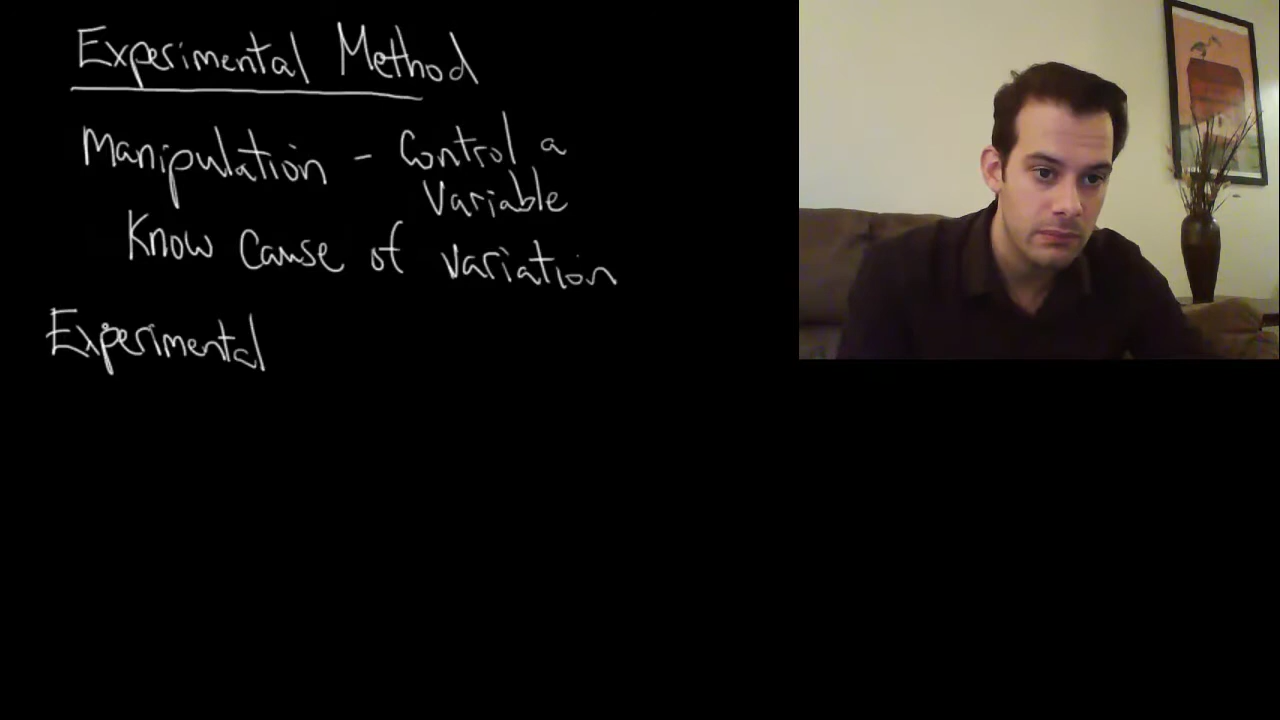 Experimental Method
Manipulation - Control a
Variable
Know cause of variation
Experimental